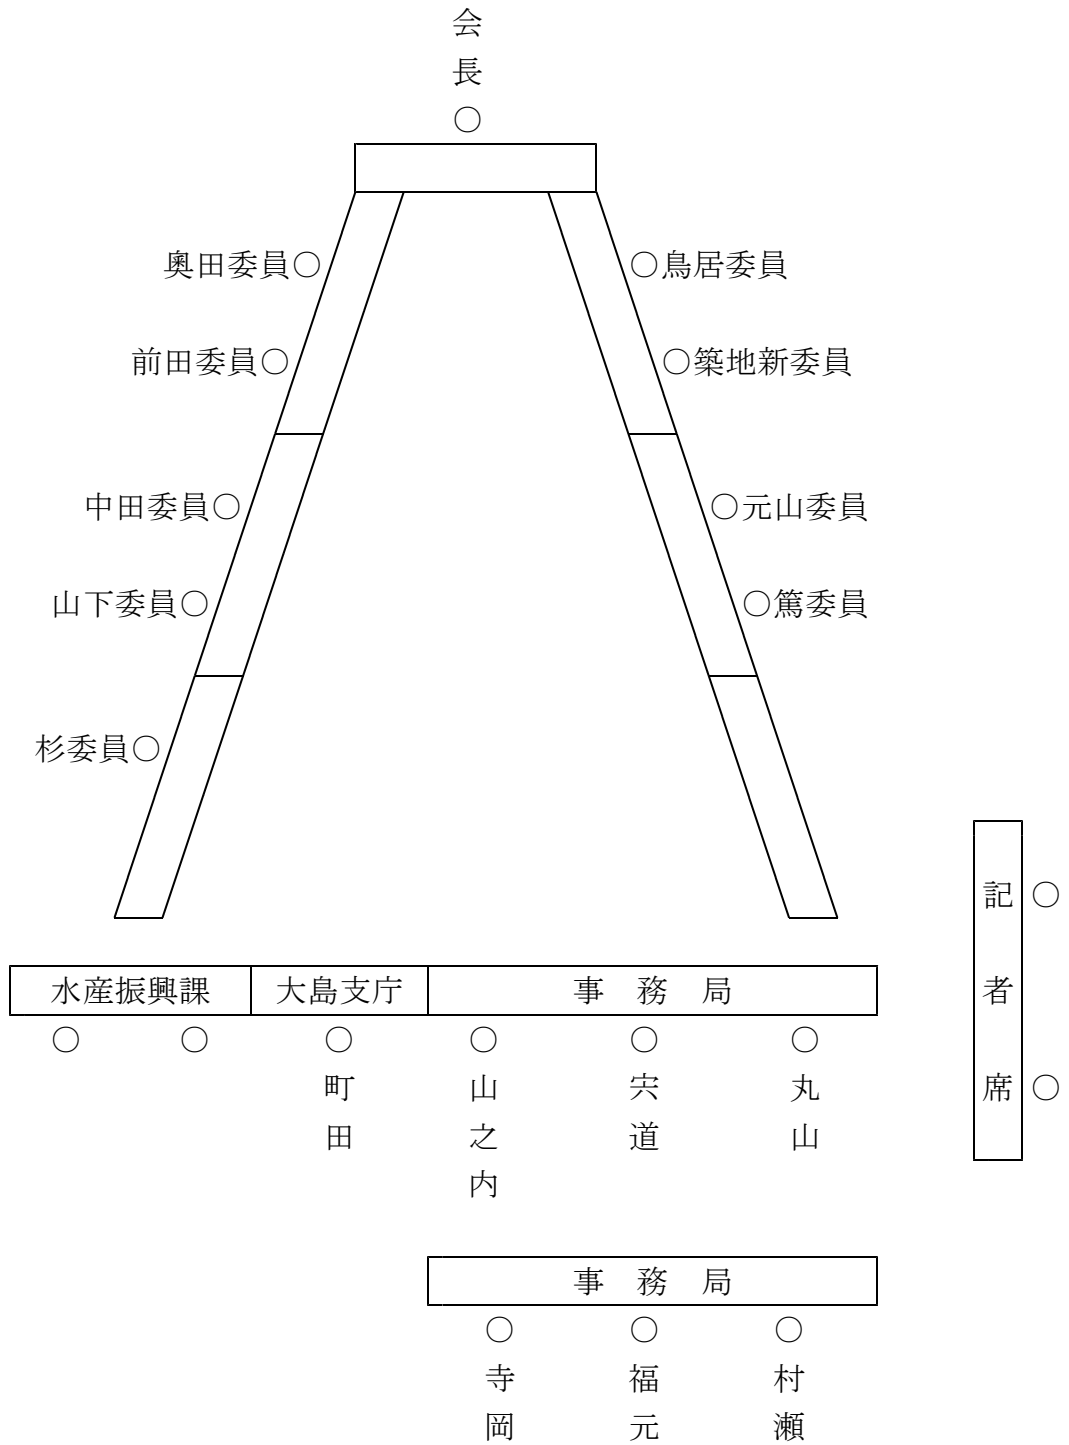 会長
○
奥田委員○
○鳥居委員
前田委員○
○築地新委員
中田委員○
○元山委員
山下委員○
○篤委員
杉委員○
記者席
○
○
水産振興課
大島支庁
事　務　局
○
○
○
○
○
○
町田
山之内
宍道
丸山
事　務　局
○
○
○
寺岡
福元
村瀬